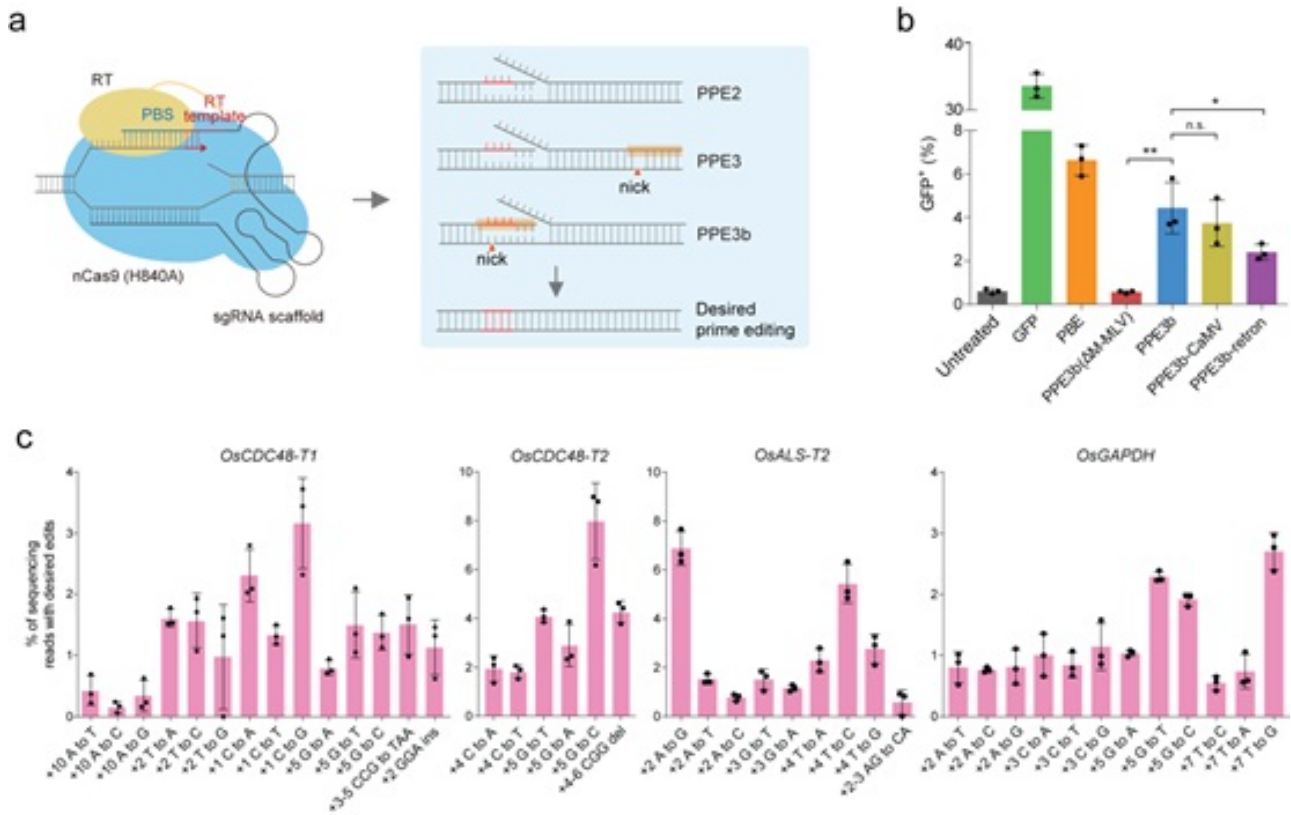 a
RT
PBS
RT
template
nCas9 (H840A)
sgRNA scaffold
PPE2
PPE3
nick
PPE3b
nick
Desired
prime editing
b
GFP⁺ (%)
40
30
8
6
4
2
0
**
n.s.
*
Untreated
GFP
PBE
PPE3b(ΔM-MLV)
PPE3b
PPE3b-CaMV
PPE3b-retron
c
% of sequencing
reads with desired edits
OsCDC48-T1
4
3
2
1
0
+10 A to T
+10 A to C
+10 A to G
+2 T to A
+2 T to C
+2 T to G
+1 C to A
+1 C to T
+1 C to G
+5 G to A
+5 G to T
+5 G to C
+3-5 CCG to TAA
+2 GGA ins
OsCDC48-T2
10
8
6
4
2
0
+4 C to A
+4 C to T
+5 G to T
+5 G to A
+5 G to C
+4-6 CGG del
OsALS-T2
10
8
6
4
2
0
+2 A to G
+2 A to T
+2 A to C
+3 G to T
+3 G to A
+4 T to A
+4 T to C
+4 T to G
+2-3 AG to CA
OsGAPDH
4
3
2
1
0
+2 A to T
+2 A to C
+2 A to G
+3 C to A
+3 C to T
+3 C to G
+5 G to A
+5 G to T
+5 G to C
+7 T to C
+7 T to A
+7 T to G